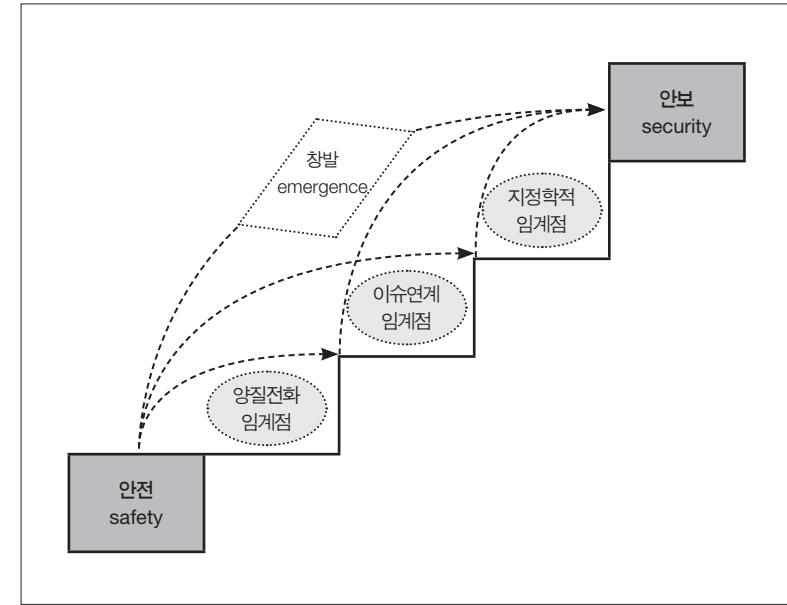 안보
security
창발
emergence
지정학적
임계점
이슈연계
임계점
양질전화
임계점
안전
safety